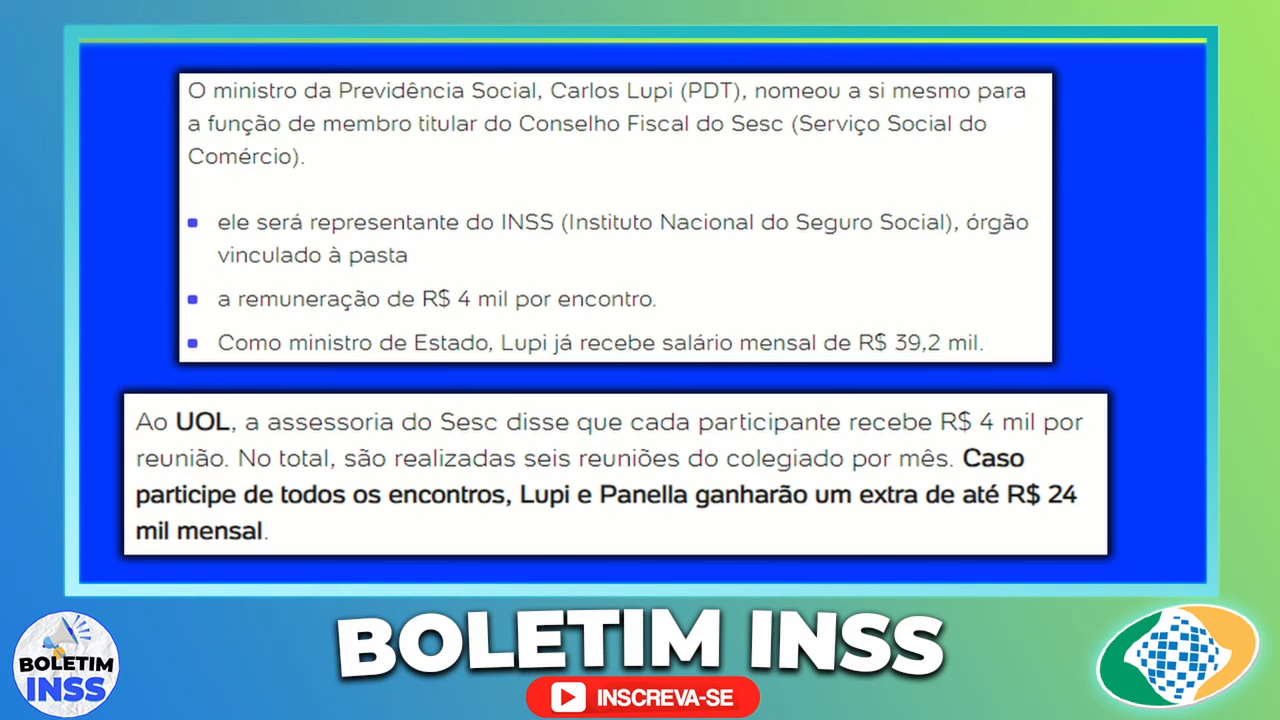 O ministro da Previdência Social, Carlos Lupi (PDT), nomeou a si mesmo para
a função de membro titular do Conselho Fiscal do Sesc (Serviço Social do
Comércio).
ele será representante do INSS (Instituto Nacional do Seguro Social), órgão
vinculado à pasta
a remuneração de R$ 4 mil por encontro.
Como ministro de Estado, Lupi já recebe salário mensal de R$ 39,2 mil.
Ao UOL, a assessoria do Sesc disse que cada participante recebe R$ 4 mil por
reunião. No total, são realizadas seis reuniões do colegiado por mês. Caso
participe de todos os encontros, Lupi e Panella ganharão um extra de até R$ 24
mil mensal.
BOLETIM INSS
INSCREVA-SE
BOLETIM
INSS